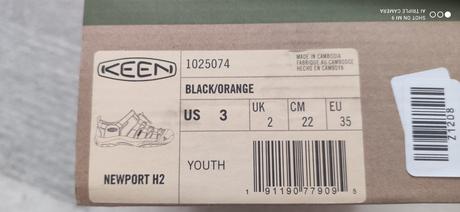 SHOT ON MI 9
AI TRIPLE CAMERA
KEEN
1025074
MADE IN CAMBODIA
FABRIQUE AU CAMBODGE
HECHO EN CAMBOYA
BLACK/ORANGE
US 3
UK 2
CM 22
EU 35
YOUTH
NEWPORT H2
1 91190 77909 5
Z1208